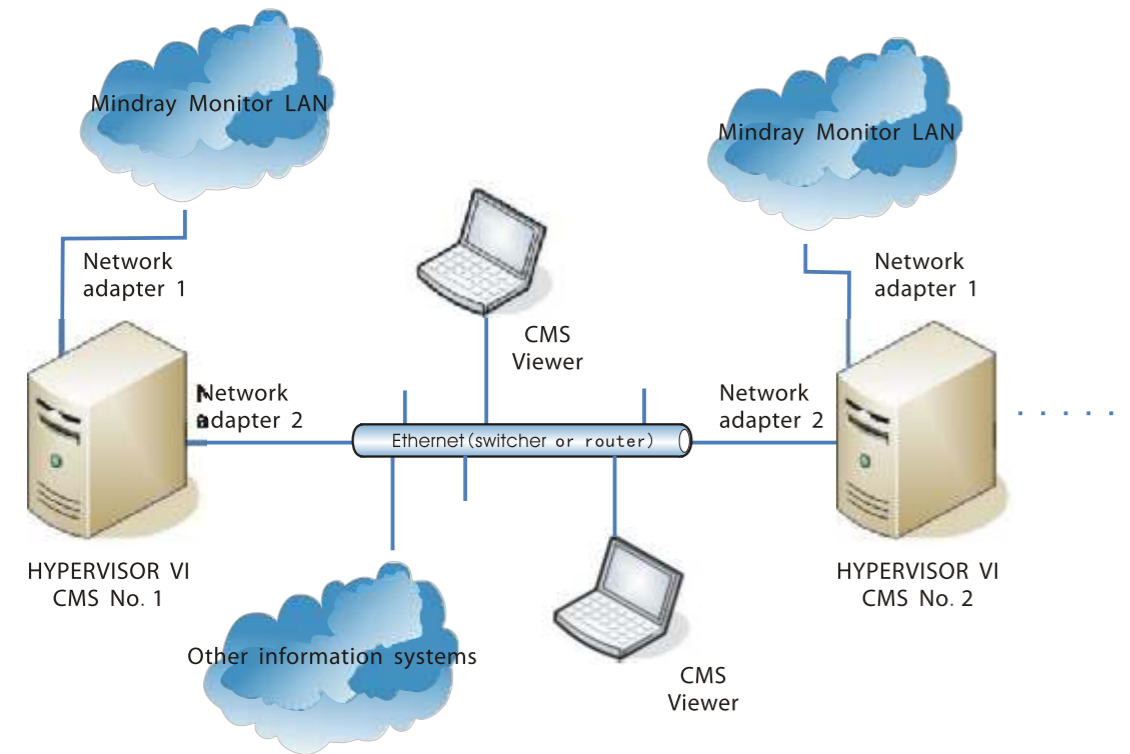 Mindray Monitor LAN
Mindray Monitor LAN
Network
adapter 1
Network
adapter 1
CMS
Viewer
Network
adapter 2
Network
adapter 2
Ethernet (switcher or router)
HYPERVISOR VI
CMS No. 1
HYPERVISOR VI
CMS No. 2
Other information systems
CMS
Viewer